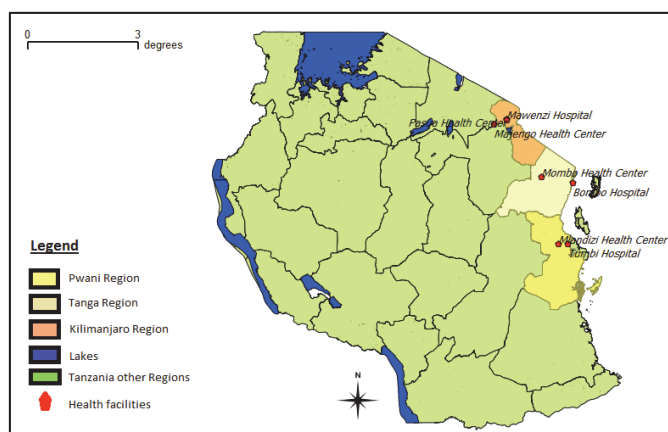 0
3
degrees
Mawenzi Hospital
Health Center
Majengo Health Center
Mombo Health Center
Bombo Hospital
Mlandizi Health Center
Tumbi Hospital
Legend
Pwani Region
Tanga Region
Kilimanjaro Region
Lakes
Tanzania other Regions
Health facilities
N